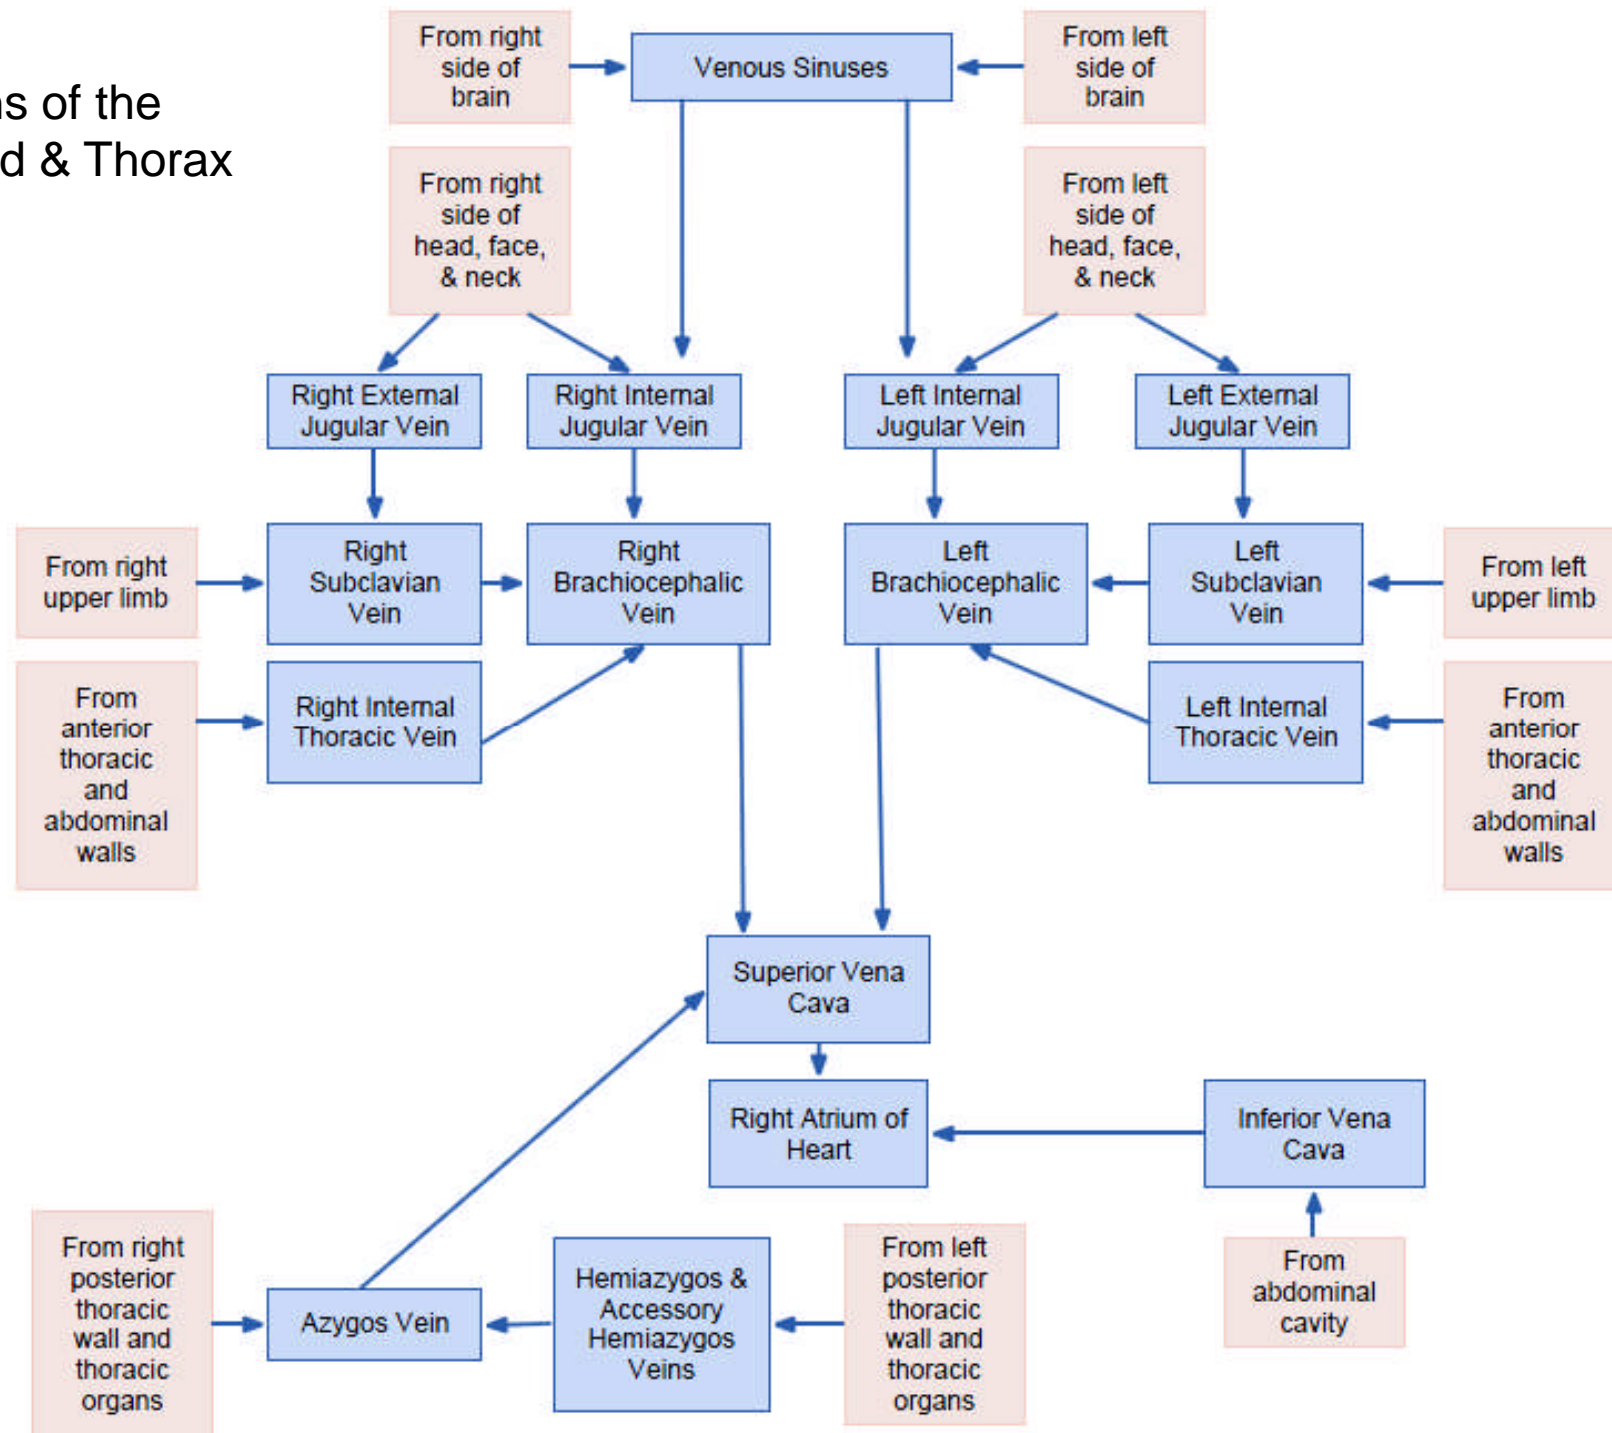 ns of the
d & Thorax
From right
side of
brain
Venous Sinuses
From left
side of
brain
From right
side of
head, face,
& neck
From left
side of
head, face,
& neck
Right External
Jugular Vein
Right Internal
Jugular Vein
Left Internal
Jugular Vein
Left External
Jugular Vein
From right
upper limb
Right
Subclavian
Vein
Right
Brachiocephalic
Vein
Left
Brachiocephalic
Vein
Left
Subclavian
Vein
From left
upper limb
From
anterior
thoracic
and
abdominal
walls
Right Internal
Thoracic Vein
Left Internal
Thoracic Vein
From
anterior
thoracic
and
abdominal
walls
Superior Vena
Cava
Right Atrium of
Heart
Inferior Vena
Cava
From right
posterior
thoracic
wall and
thoracic
organs
Azygos Vein
Hemiazygos &
Accessory
Hemiazygos
Veins
From left
posterior
thoracic
wall and
thoracic
organs
From
abdominal
cavity